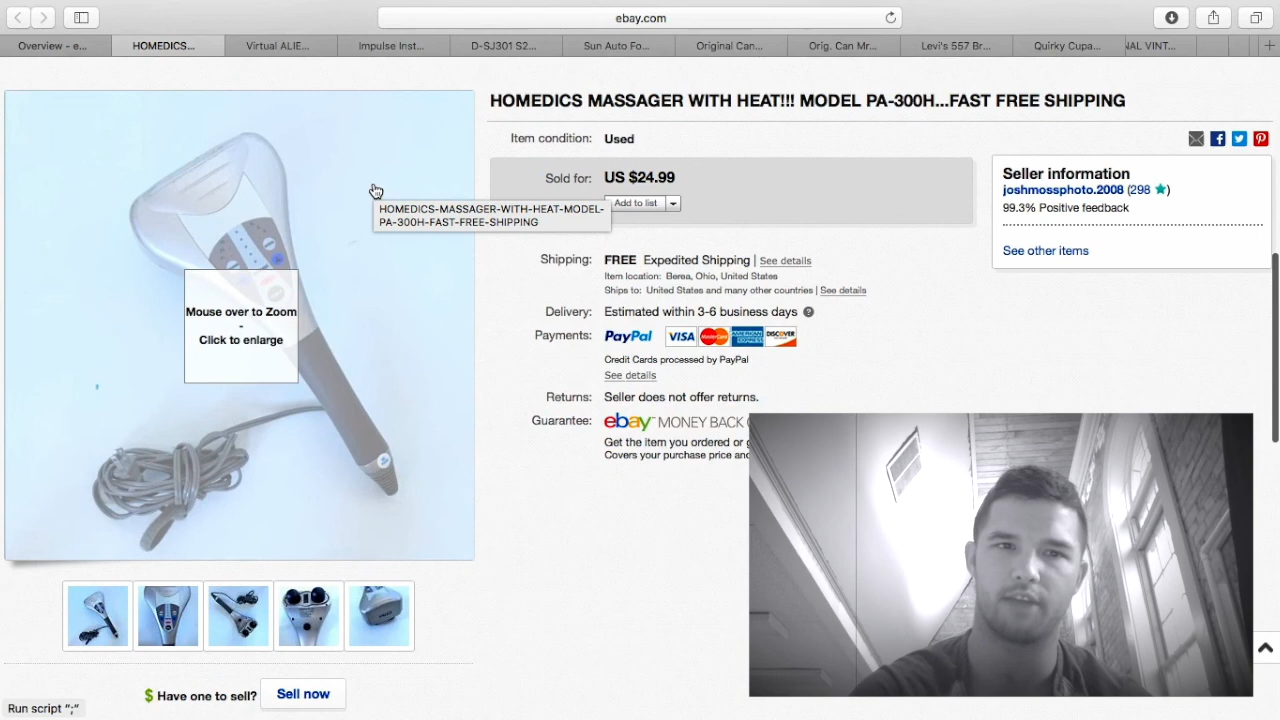 ebay.com
Overview - e...
HOMEDICS...
Virtual ALIE...
Impulse Inst...
D-SJ301 S2...
Sun Auto Fo...
Original Can...
Orig. Can Mr...
Levi's 557 Br...
Quirky Cupa...
IAL VINT...
HOMEDICS MASSAGER WITH HEAT!!! MODEL PA-300H...FAST FREE SHIPPING
Item condition: Used
Sold for: US $24.99
Add to list
HOMEDICS-MASSAGER-WITH-HEAT-MODEL-
PA-300H-FAST-FREE-SHIPPING
Seller information
joshmossphoto.2008 (298 ★)
99.3% Positive feedback
See other items
Shipping: FREE Expedited Shipping | See details
Item location: Berea, Ohio, United States
Ships to: United States and many other countries | See details
Delivery: Estimated within 3-6 business days
Payments: PayPal VISA MasterCard AMERICAN EXPRESS DISCOVER
Credit Cards processed by PayPal
See details
Returns: Seller does not offer returns.
Guarantee: ebay MONEY BACK
Get the item you ordered or g
Covers your purchase price and
Mouse over to Zoom
-
Click to enlarge
$ Have one to sell? Sell now
Run script ";"